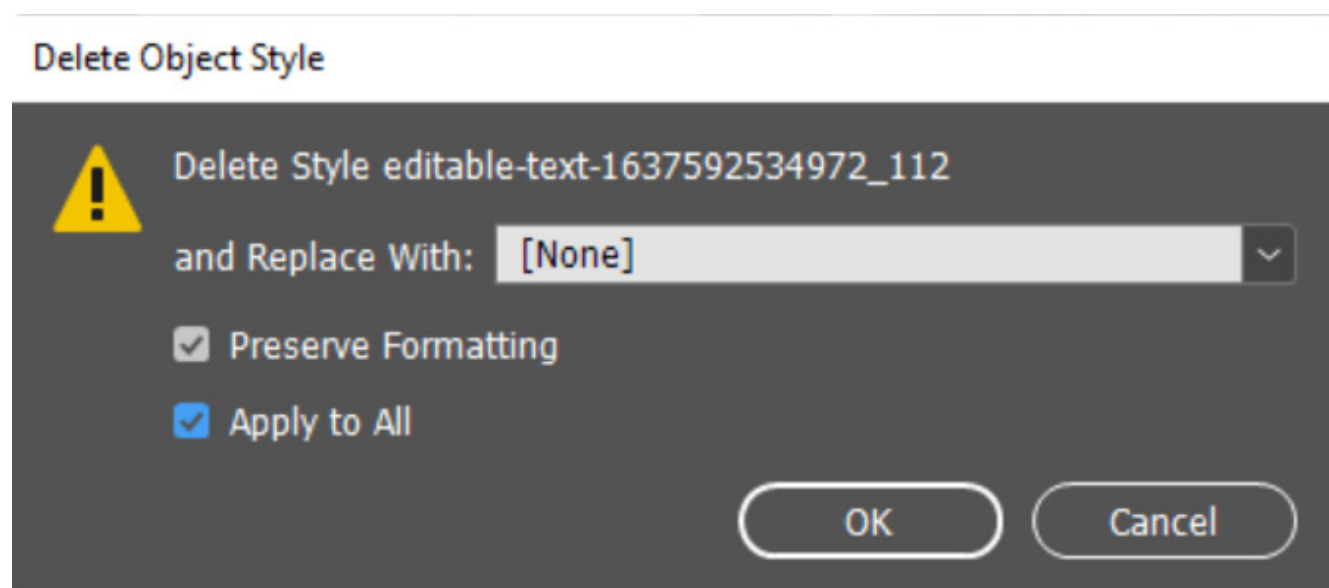 Delete Object Style
Delete Style editable-text-1637592534972_112
and Replace With: [None]
Preserve Formatting
Apply to All
OK Cancel